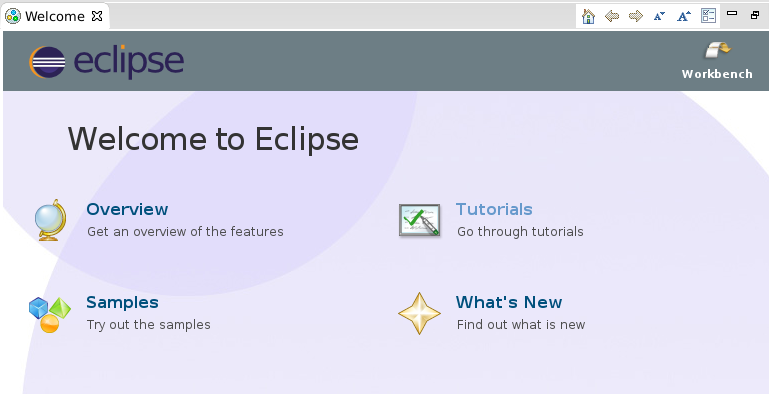 Welcome
eclipse
Workbench
Welcome to Eclipse
Overview
Get an overview of the features
Tutorials
Go through tutorials
Samples
Try out the samples
What's New
Find out what is new